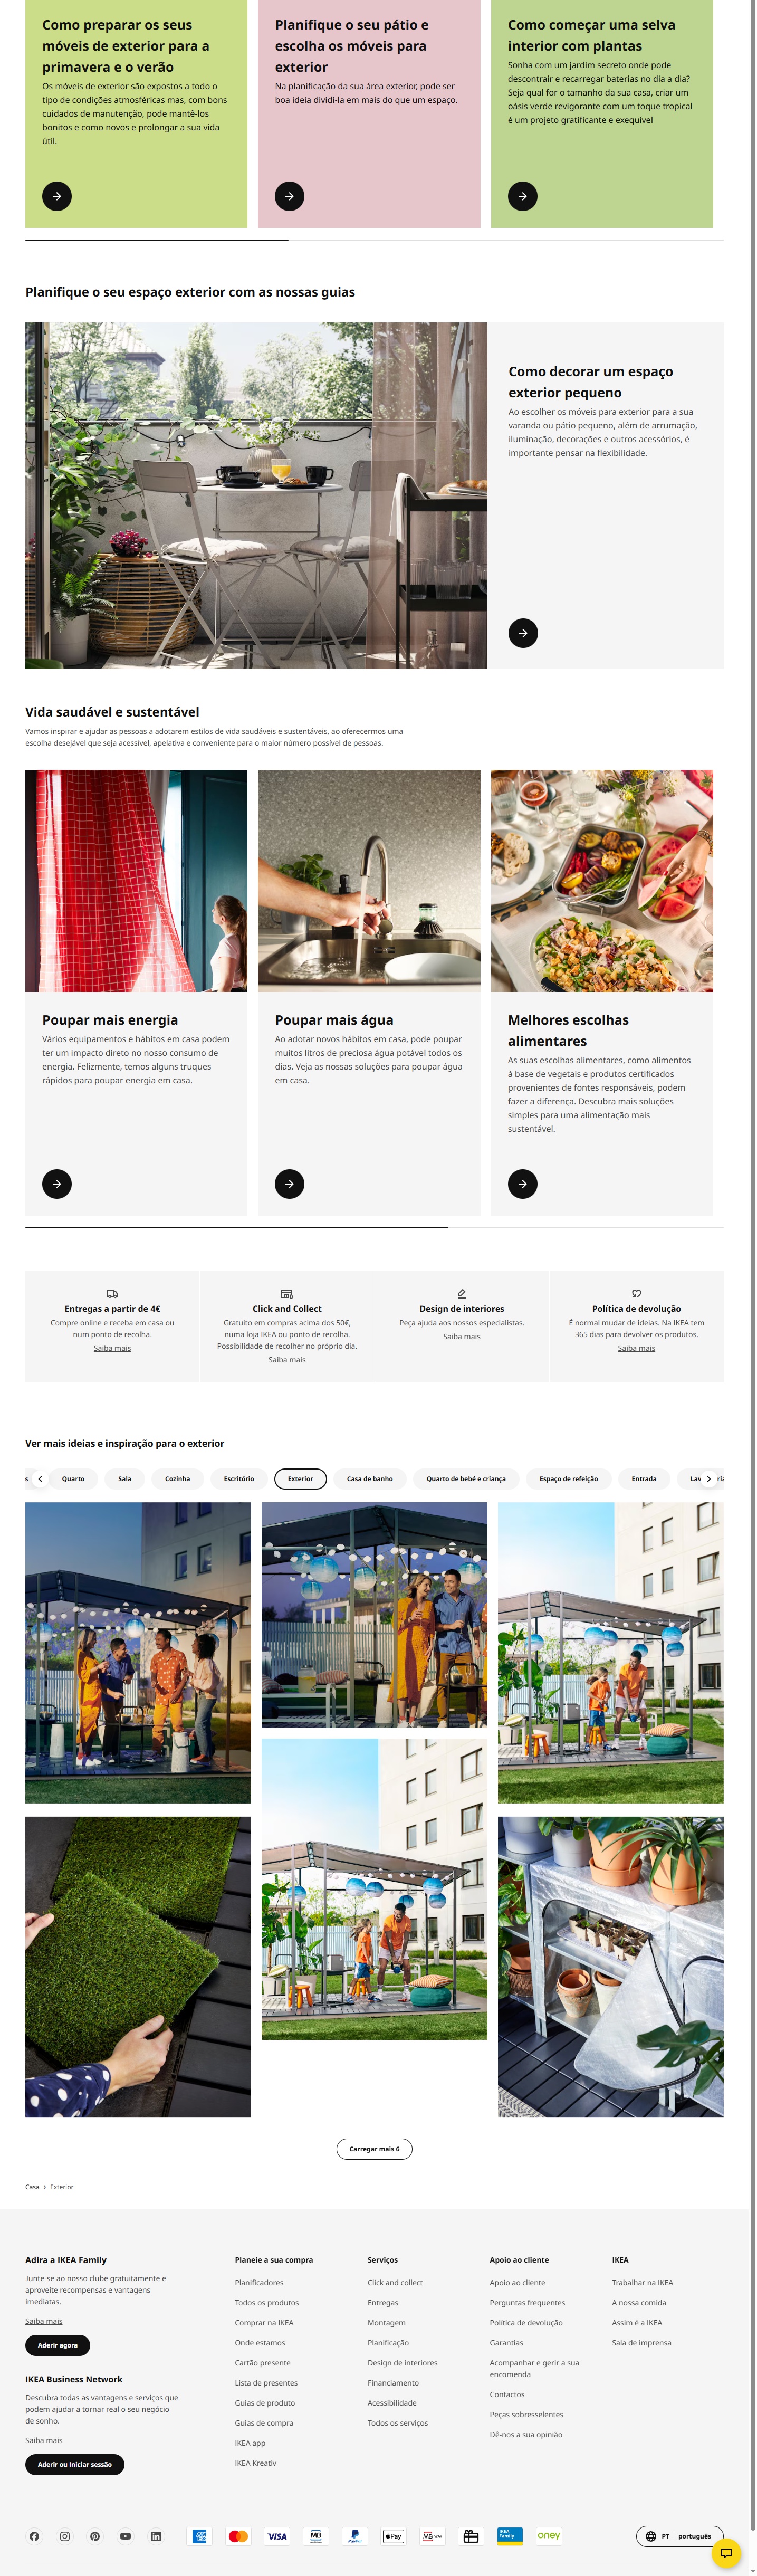 Como preparar os seus
móveis de exterior para a
primavera e o verão
Os móveis de exterior são expostos a todo o
tipo de condições atmosféricas mas, com bons
cuidados de manutenção, pode mantê-los
bonitos e como novos e prolongar a sua vida
útil.
Planifique o seu pátio e
escolha os móveis para
exterior
Na planificação da sua área exterior, pode ser
boa ideia dividi-la em mais do que um espaço.
Como começar uma selva
interior com plantas
Sonha com um jardim secreto onde pode
descontrair e recarregar baterias no dia a dia?
Seja qual for o tamanho da sua casa, criar um
oásis verde revigorante com um toque tropical
é um projeto gratificante e exequível
Planifique o seu espaço exterior com as nossas guias
Como decorar um espaço
exterior pequeno
Ao escolher os móveis para exterior para a sua
varanda ou pátio pequeno, além de arrumação,
iluminação, decorações e outros acessórios, é
importante pensar na flexibilidade.
Vida saudável e sustentável
Vamos inspirar e ajudar as pessoas a adotarem estilos de vida saudáveis e sustentáveis, ao oferecermos uma
escolha desejável que seja acessível, apelativa e conveniente para o maior número possível de pessoas.
Poupar mais energia
Vários equipamentos e hábitos em casa podem
ter um impacto direto no nosso consumo de
energia. Felizmente, temos alguns truques
rápidos para poupar energia em casa.
Poupar mais água
Ao adotar novos hábitos em casa, pode poupar
muitos litros de preciosa água potável todos os
dias. Veja as nossas soluções para poupar água
em casa.
Melhores escolhas
alimentares
As suas escolhas alimentares, como alimentos
à base de vegetais e produtos certificados
provenientes de fontes responsáveis, podem
fazer a diferença. Descubra mais soluções
simples para uma alimentação mais
sustentável.
Entregas a partir de 4€
Compre online e receba em casa ou
num ponto de recolha.
Saiba mais
Click and Collect
Gratuito em compras acima dos 50€,
numa loja IKEA ou ponto de recolha.
Possibilidade de recolher no próprio dia.
Saiba mais
Design de interiores
Peça ajuda aos nossos especialistas.
Saiba mais
Política de devolução
É normal mudar de ideias. Na IKEA tem
365 dias para devolver os produtos.
Saiba mais
Ver mais ideias e inspiração para o exterior
s Quarto Sala Cozinha Escritório Exterior Casa de banho Quarto de bebé e criança Espaço de refeição Entrada
Carregar mais 6
Casa Exterior
Adira a IKEA Family
Junte-se ao nosso clube gratuitamente e
aproveite recompensas e vantagens
imediatas.
Saiba mais
Aderir agora
IKEA Business Network
Descubra todas as vantagens e serviços que
podem ajudar a tornar real o seu negócio
de sonho.
Saiba mais
Aderir ou Iniciar sessão
Planeie a sua compra
Planificadores
Todos os produtos
Comprar na IKEA
Onde estamos
Cartão presente
Lista de presentes
Guias de produto
Guias de compra
IKEA app
IKEA Kreativ
Serviços
Click and collect
Entregas
Montagem
Planificação
Design de interiores
Financiamento
Acessibilidade
Todos os serviços
Apoio ao cliente
Apoio ao cliente
Perguntas frequentes
Política de devolução
Garantias
Acompanhar e gerir a sua
encomenda
Contactos
Peças sobresselentes
Dê-nos a sua opinião
IKEA
Trabalhar na IKEA
A nossa comida
Assim é a IKEA
Sala de imprensa
VISA MB PayPal Pay MB WAY IKEA Family oney
PT português